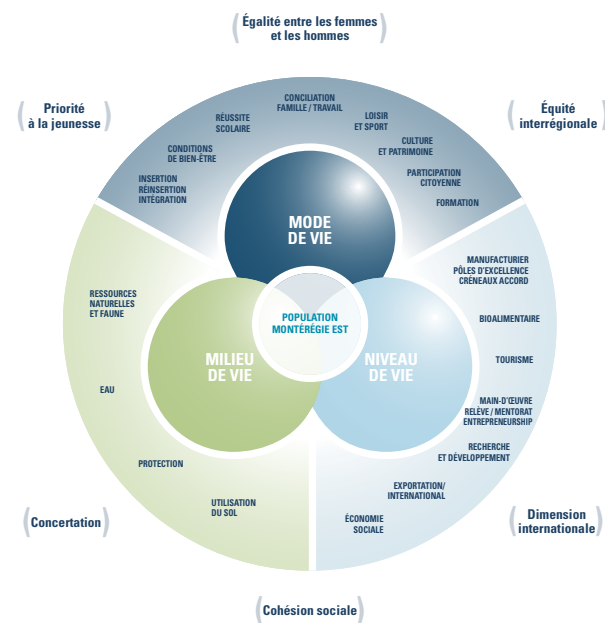 Égalité entre les femmes
et les hommes
Priorité
à la jeunesse
Équité
interrégionale
CONCILIATION
FAMILLE / TRAVAIL
RÉUSSITE
SCOLAIRE
LOISIR
ET SPORT
CONDITIONS
DE BIEN-ÊTRE
CULTURE
ET PATRIMOINE
INSERTION
RÉINSERTION
INTÉGRATION
PARTICIPATION
CITOYENNE
FORMATION
MODE
DE VIE
MANUFACTURIER
PÔLES D'EXCELLENCE
CRÉNEAUX ACCORD
RESSOURCES
NATURELLES
ET FAUNE
POPULATION
MONTÉRÉGIE EST
BIOALIMENTAIRE
MILIEU
DE VIE
NIVEAU
DE VIE
TOURISME
EAU
MAIN-D'ŒUVRE
RELÈVE / MENTORAT
ENTREPRENEURSHIP
PROTECTION
RECHERCHE
ET DÉVELOPPEMENT
UTILISATION
DU SOL
EXPORTATION/
INTERNATIONAL
ÉCONOMIE
SOCIALE
(Concertation)
Dimension
internationale
(Cohésion sociale)